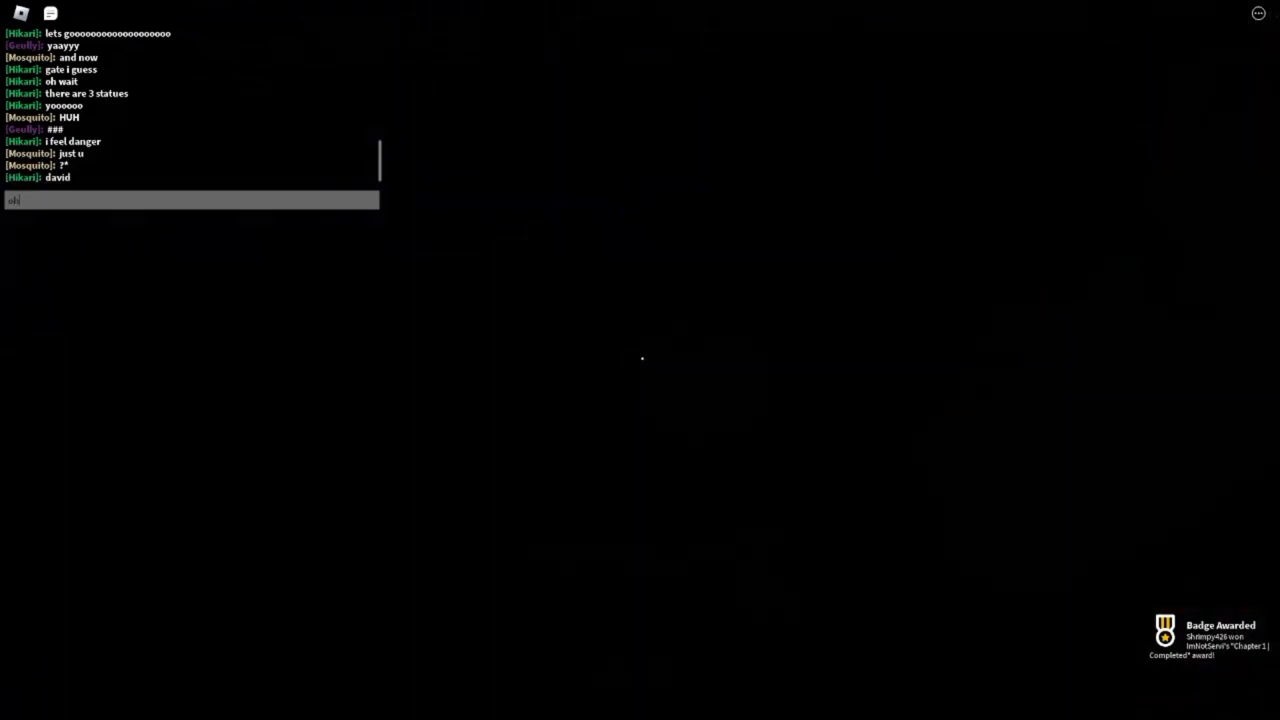 [Hikari]: lets goooooooooooooooooooo
[Geully]: yaayyy
[Mosquito]: and now
[Hikari]: gate i guess
[Hikari]: oh wait
[Hikari]: there are 3 statues
[Hikari]: yoooooo
[Mosquito]: HUH
[Geully]: ###
[Hikari]: i feel danger
[Mosquito]: just u
[Mosquito]: ?*
[Hikari]: david
oh
Badge Awarded
Shrimpy426 won
ImNotServi's "Chapter 1 |
Completed" award!